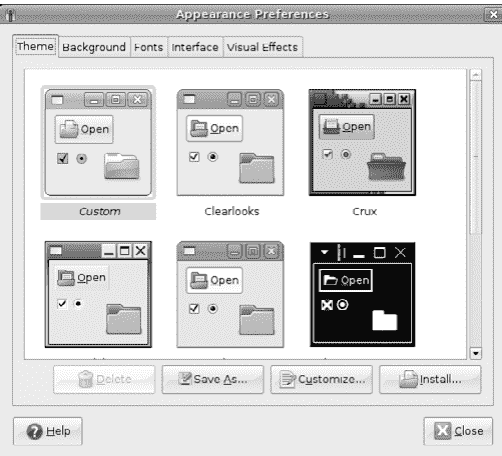 Appearance Preferences
Theme Background Fonts Interface Visual Effects
Open Open Open
Custom Clearlooks Crux
Open Open Open
Delete Save As... Customize... Install...
Help Close